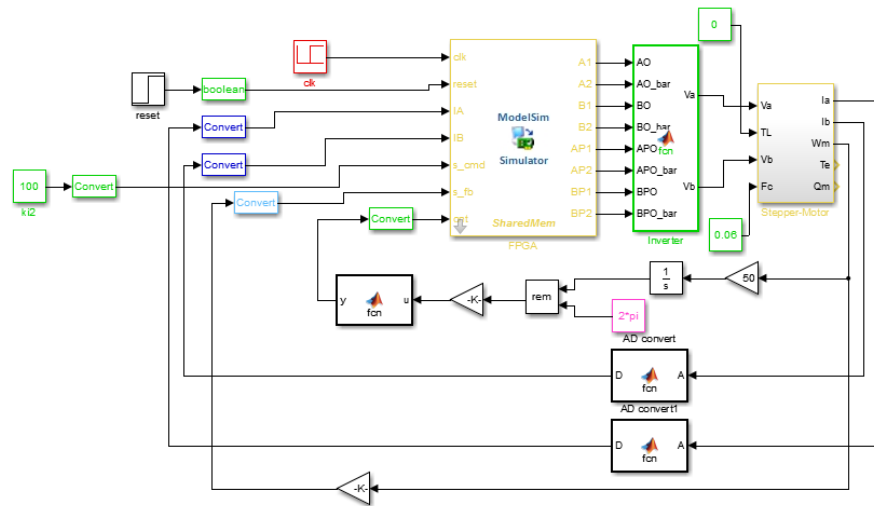 0
clk
reset
IA
IB
s_cmd
s_fb
ModelSim
Simulator
SharedMem
A1
A2
B1
B2
AP1
AP2
BP1
BP2
FPGA
AO
AO_bar
BO
BO_bar
APO
APO_bar
BPO
BPO_bar
fcn
Va
Vb
Inverter
Va
TL
Vb
Fc
Ia
Ib
Wm
Te
Qm
Stepper-Motor
clk
reset
boolean
Convert
Convert
100
Convert
ki2
Convert
Convert
0.06
y
fcn
u
-K-
rem
1
s
50
2*pi
AD convert
D
fcn
A
AD convert1
D
fcn
A
-K-